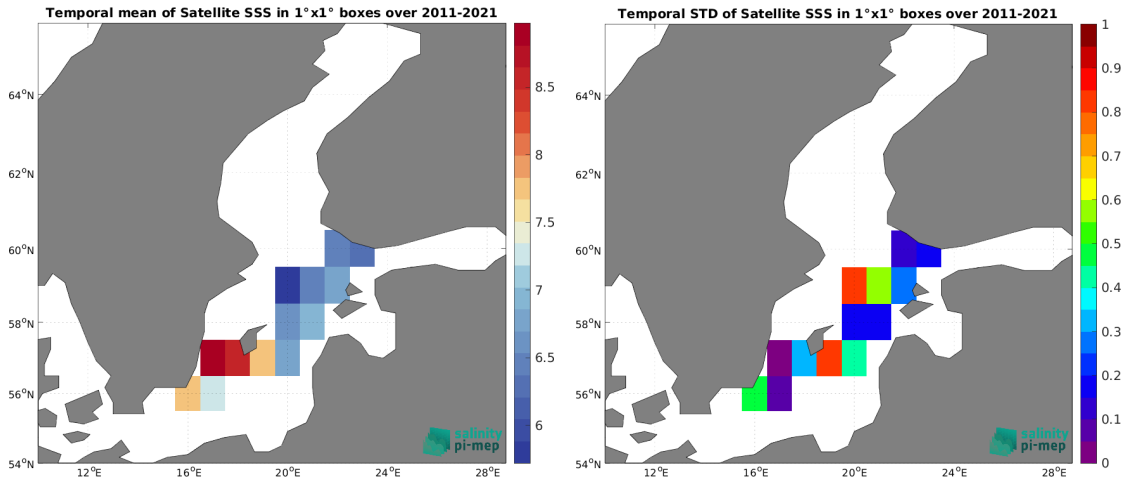 Temporal mean of Satellite SSS in 1°x1° boxes over 2011-2021
64°N
62°N
60°N
58°N
56°N
54°N
12°E
16°E
20°E
24°E
28°E
8.5
8
7.5
7
6.5
6
salinity
pi-mep
Temporal STD of Satellite SSS in 1°x1° boxes over 2011-2021
64°N
62°N
60°N
58°N
56°N
54°N
12°E
16°E
20°E
24°E
28°E
1
0.9
0.8
0.7
0.6
0.5
0.4
0.3
0.2
0.1
0
salinity
pi-mep